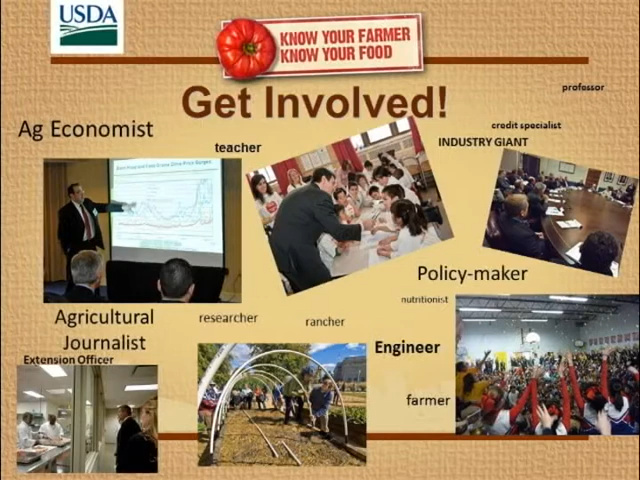 USDA
KNOW YOUR FARMER
KNOW YOUR FOOD
Get Involved!
professor
Ag Economist
credit specialist
teacher
INDUSTRY GIANT
Policy-maker
nutritionist
Agricultural
Journalist
researcher
rancher
Extension Officer
Engineer
farmer